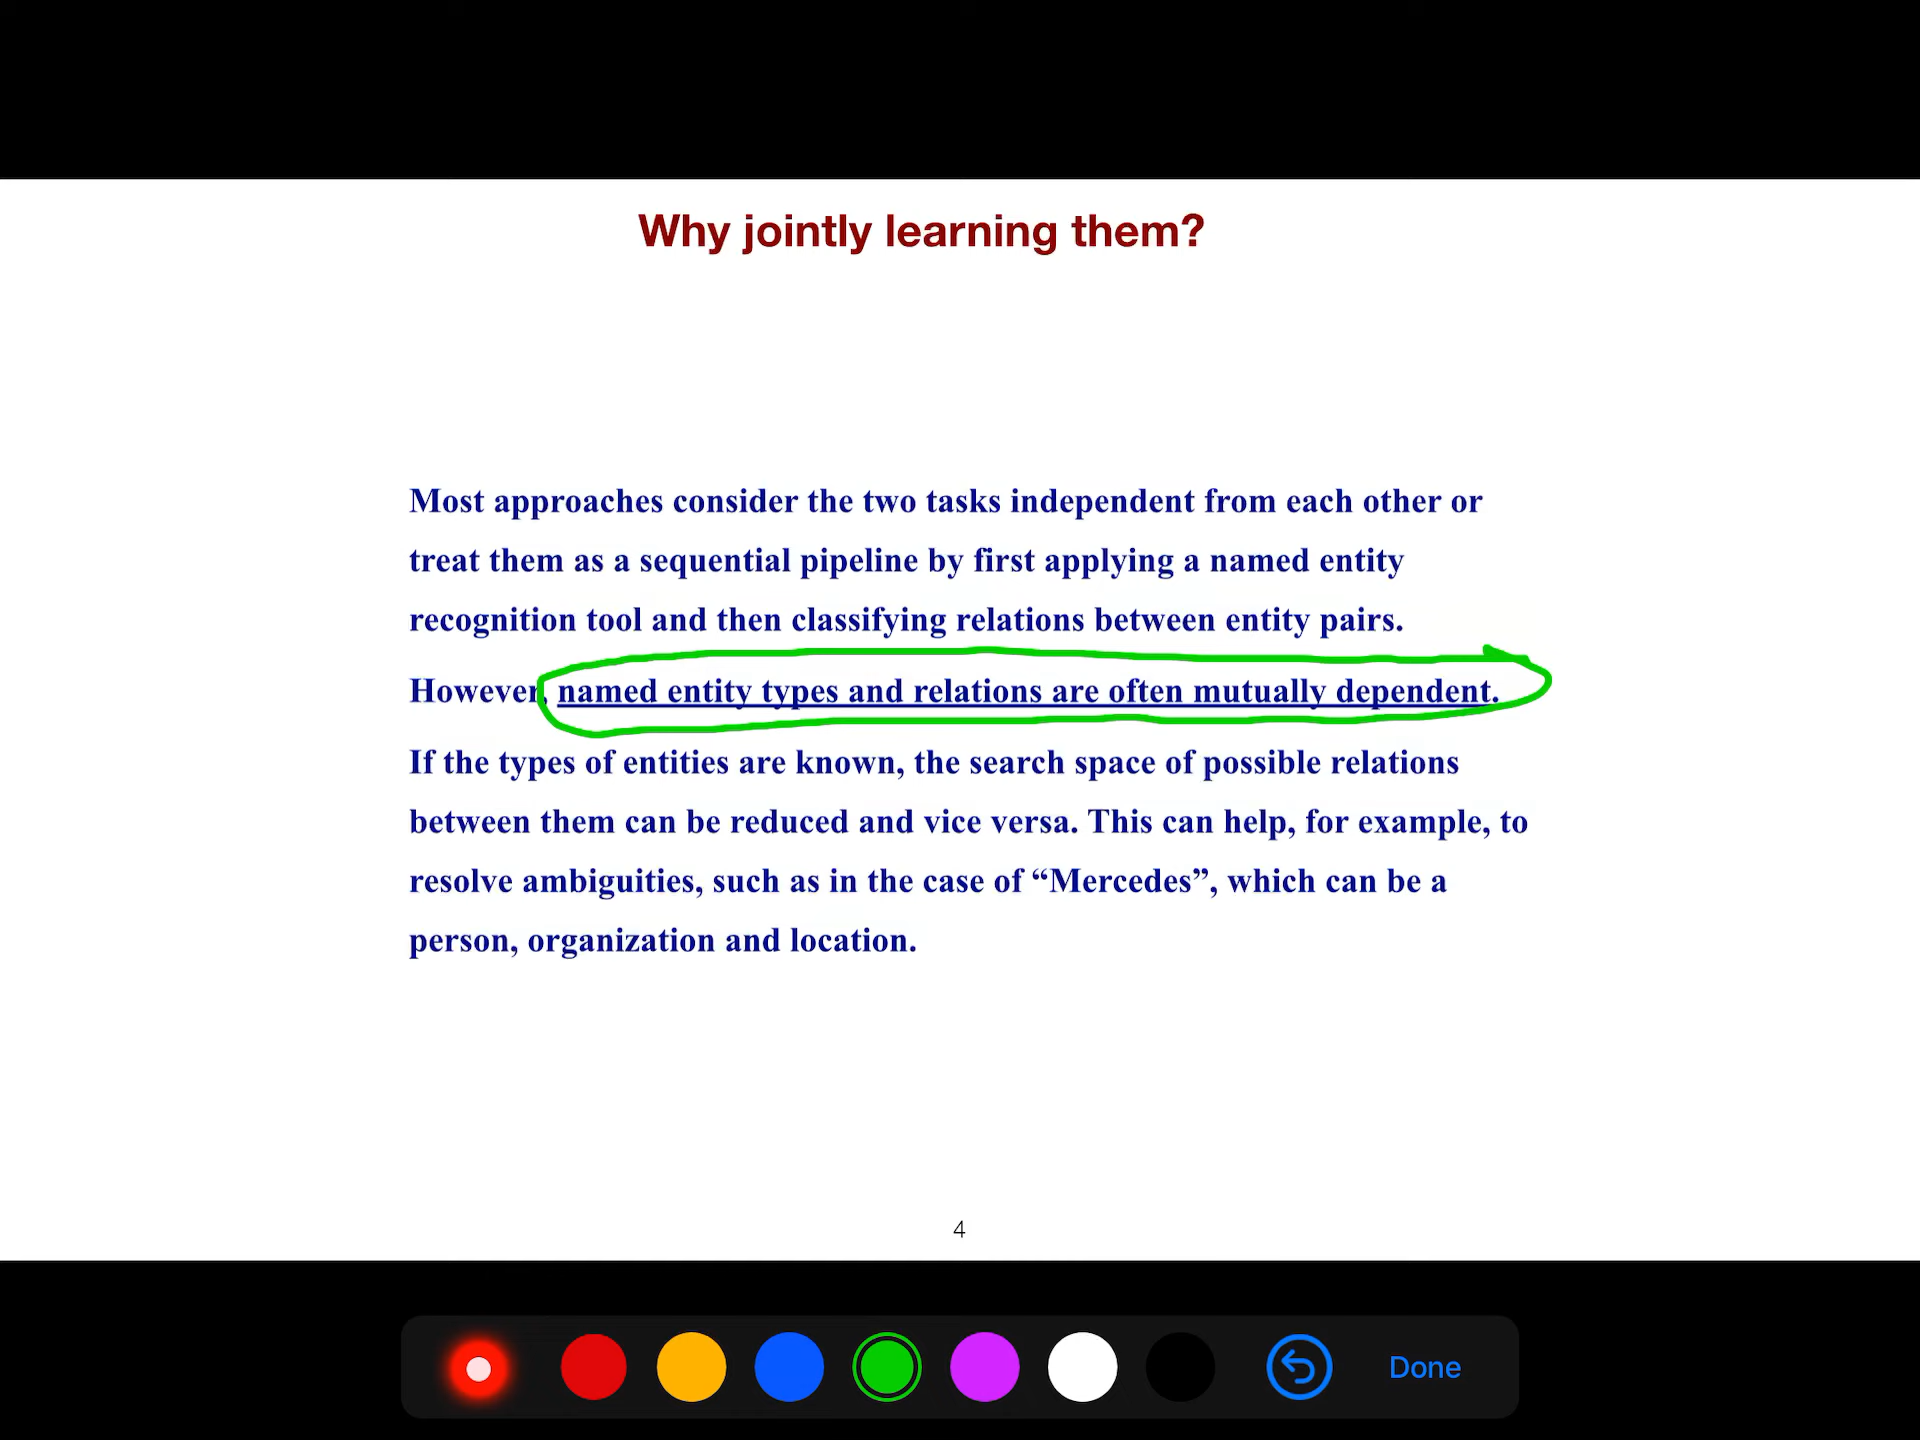 Why jointly learning them?
Most approaches consider the two tasks independent from each other or
treat them as a sequential pipeline by first applying a named entity
recognition tool and then classifying relations between entity pairs.
However, named entity types and relations are often mutually dependent.
If the types of entities are known, the search space of possible relations
between them can be reduced and vice versa. This can help, for example, to
resolve ambiguities, such as in the case of “Mercedes”, which can be a
person, organization and location.
4
Done